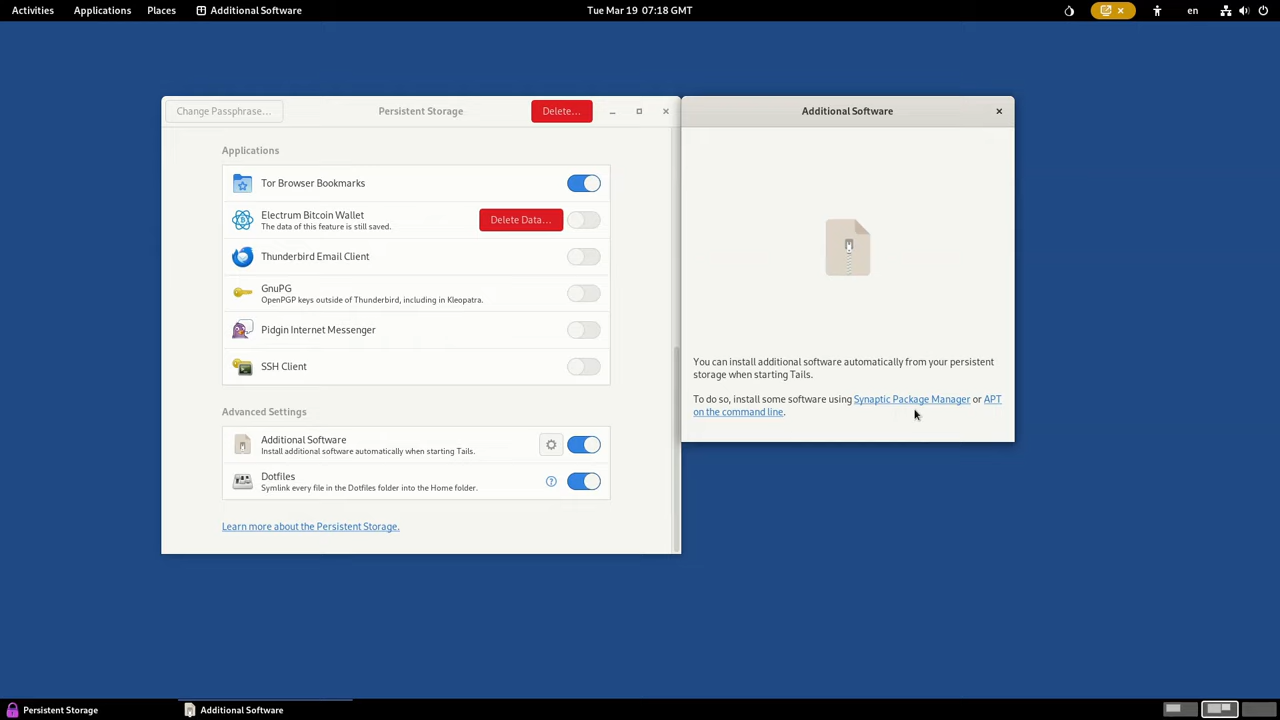 Activities Applications Places Additional Software Tue Mar 19 07:18 GMT en
Change Passphrase... Persistent Storage Delete...
Applications
Tor Browser Bookmarks
Electrum Bitcoin Wallet
The data of this feature is still saved.
Delete Data...
Thunderbird Email Client
GnuPG
OpenPGP keys outside of Thunderbird, including in Kleopatra.
Pidgin Internet Messenger
SSH Client
Advanced Settings
Additional Software
Install additional software automatically when starting Tails.
Dotfiles
Symlink every file in the Dotfiles folder into the Home folder.
Learn more about the Persistent Storage.
Additional Software
You can install additional software automatically from your persistent
storage when starting Tails.
To do so, install some software using Synaptic Package Manager or APT
on the command line.
Persistent Storage Additional Software